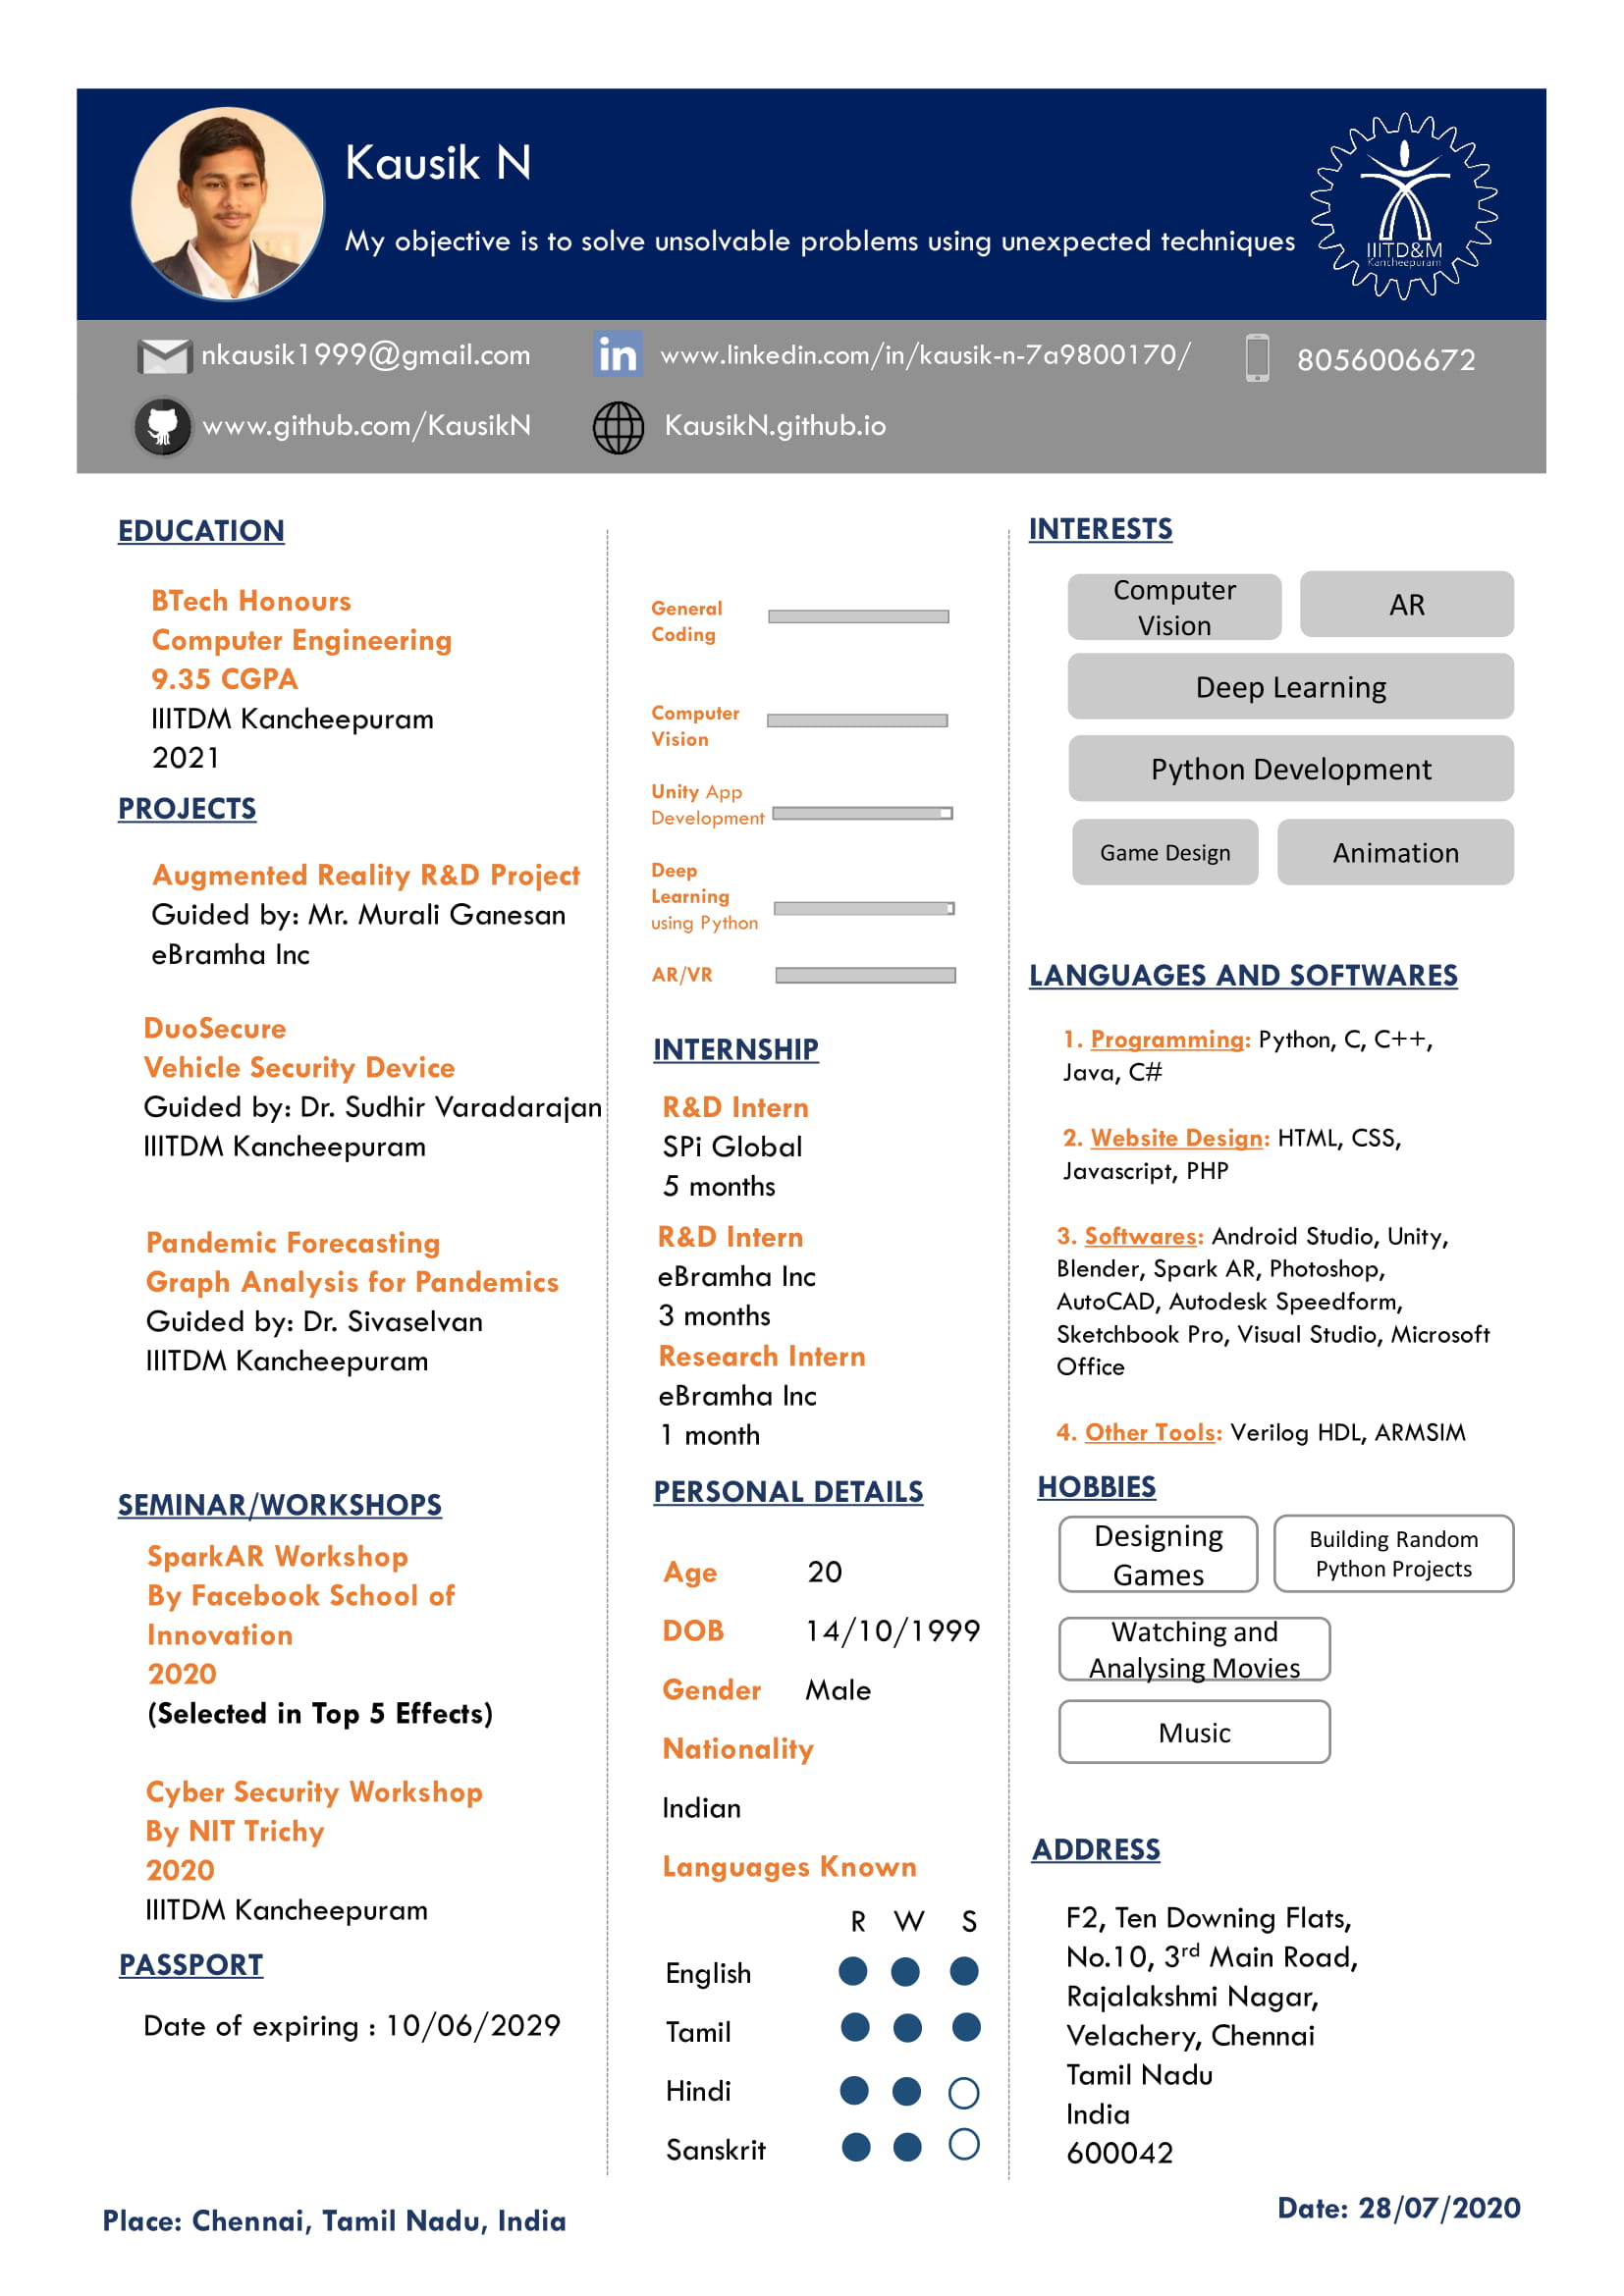 Kausik N
My objective is to solve unsolvable problems using unexpected techniques
IIITD&M
Kancheepuram
nkausik1999@gmail.com
in
www.linkedin.com/in/kausik-n-7a9800170/
8056006672
www.github.com/KausikN
KausikN.github.io
EDUCATION
BTech Honours
Computer Engineering
9.35 CGPA
IIITDM Kancheepuram
2021
PROJECTS
Augmented Reality R&D Project
Guided by: Mr. Murali Ganesan
eBramha Inc
DuoSecure
Vehicle Security Device
Guided by: Dr. Sudhir Varadarajan
IIITDM Kancheepuram
Pandemic Forecasting
Graph Analysis for Pandemics
Guided by: Dr. Sivaselvan
IIITDM Kancheepuram
SEMINAR/WORKSHOPS
SparkAR Workshop
By Facebook School of
Innovation
2020
(Selected in Top 5 Effects)
Cyber Security Workshop
By NIT Trichy
2020
IIITDM Kancheepuram
PASSPORT
Date of expiring : 10/06/2029
General
Coding
Computer
Vision
Unity App
Development
Deep
Learning
using Python
AR/VR
INTERNSHIP
R&D Intern
SPi Global
5 months
R&D Intern
eBramha Inc
3 months
Research Intern
eBramha Inc
1 month
PERSONAL DETAILS
Age 20
DOB 14/10/1999
Gender Male
Nationality
Indian
Languages Known
R W S
English
Tamil
Hindi
Sanskrit
INTERESTS
Computer
Vision
AR
Deep Learning
Python Development
Game Design
Animation
LANGUAGES AND SOFTWARES
1. Programming: Python, C, C++,
Java, C#
2. Website Design: HTML, CSS,
Javascript, PHP
3. Softwares: Android Studio, Unity,
Blender, Spark AR, Photoshop,
AutoCAD, Autodesk Speedform,
Sketchbook Pro, Visual Studio, Microsoft
Office
4. Other Tools: Verilog HDL, ARMSIM
HOBBIES
Designing
Games
Building Random
Python Projects
Watching and
Analysing Movies
Music
ADDRESS
F2, Ten Downing Flats,
No.10, 3rd Main Road,
Rajalakshmi Nagar,
Velachery, Chennai
Tamil Nadu
India
600042
Place: Chennai, Tamil Nadu, India
Date: 28/07/2020